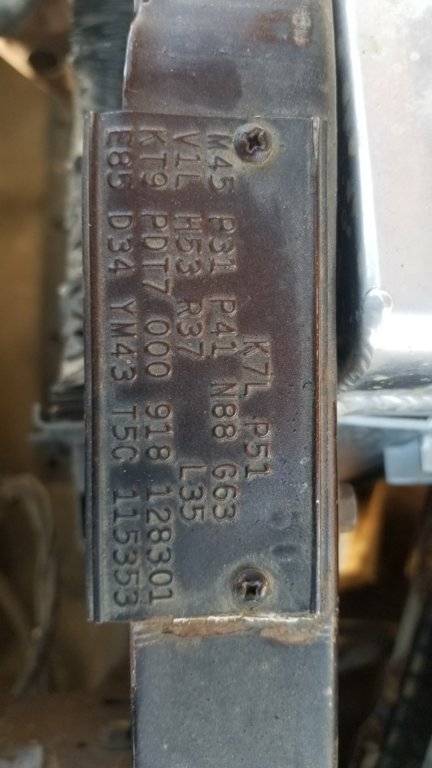 K7L P51
M45 P31 P41 N88 G63
V1L H53 R37 L35
KT9 PDT7 000 918 128301
E85 D34 YM43 T5C 115353